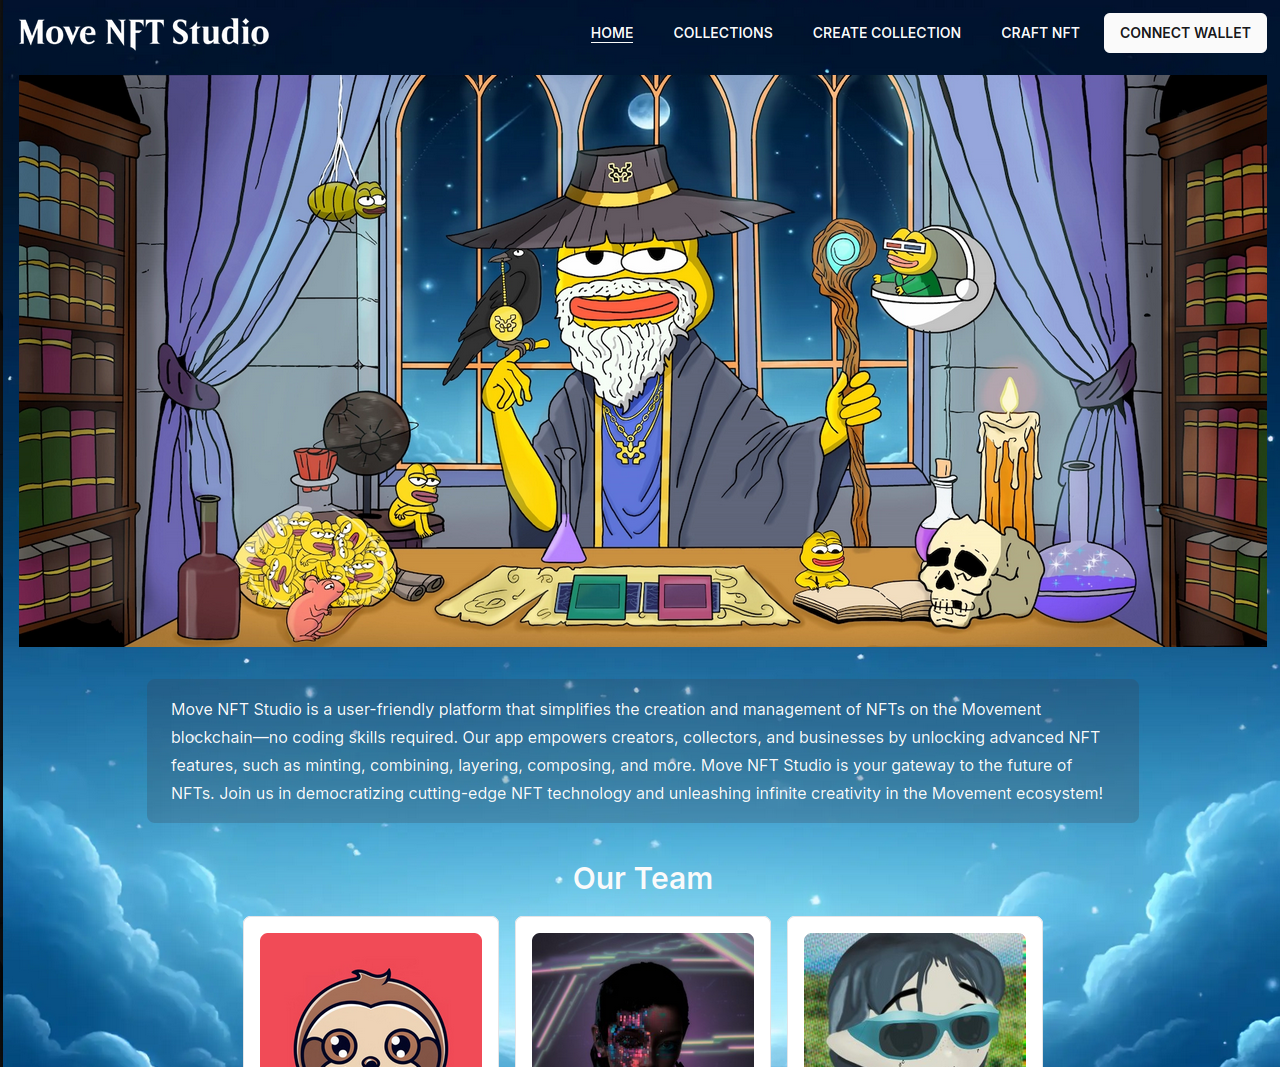 Move NFT Studio
HOME
COLLECTIONS
CREATE COLLECTION
CRAFT NFT
CONNECT WALLET
Move NFT Studio is a user-friendly platform that simplifies the creation and management of NFTs on the Movement
blockchain—no coding skills required. Our app empowers creators, collectors, and businesses by unlocking advanced NFT
features, such as minting, combining, layering, composing, and more. Move NFT Studio is your gateway to the future of
NFTs. Join us in democratizing cutting-edge NFT technology and unleashing infinite creativity in the Movement ecosystem!
Our Team